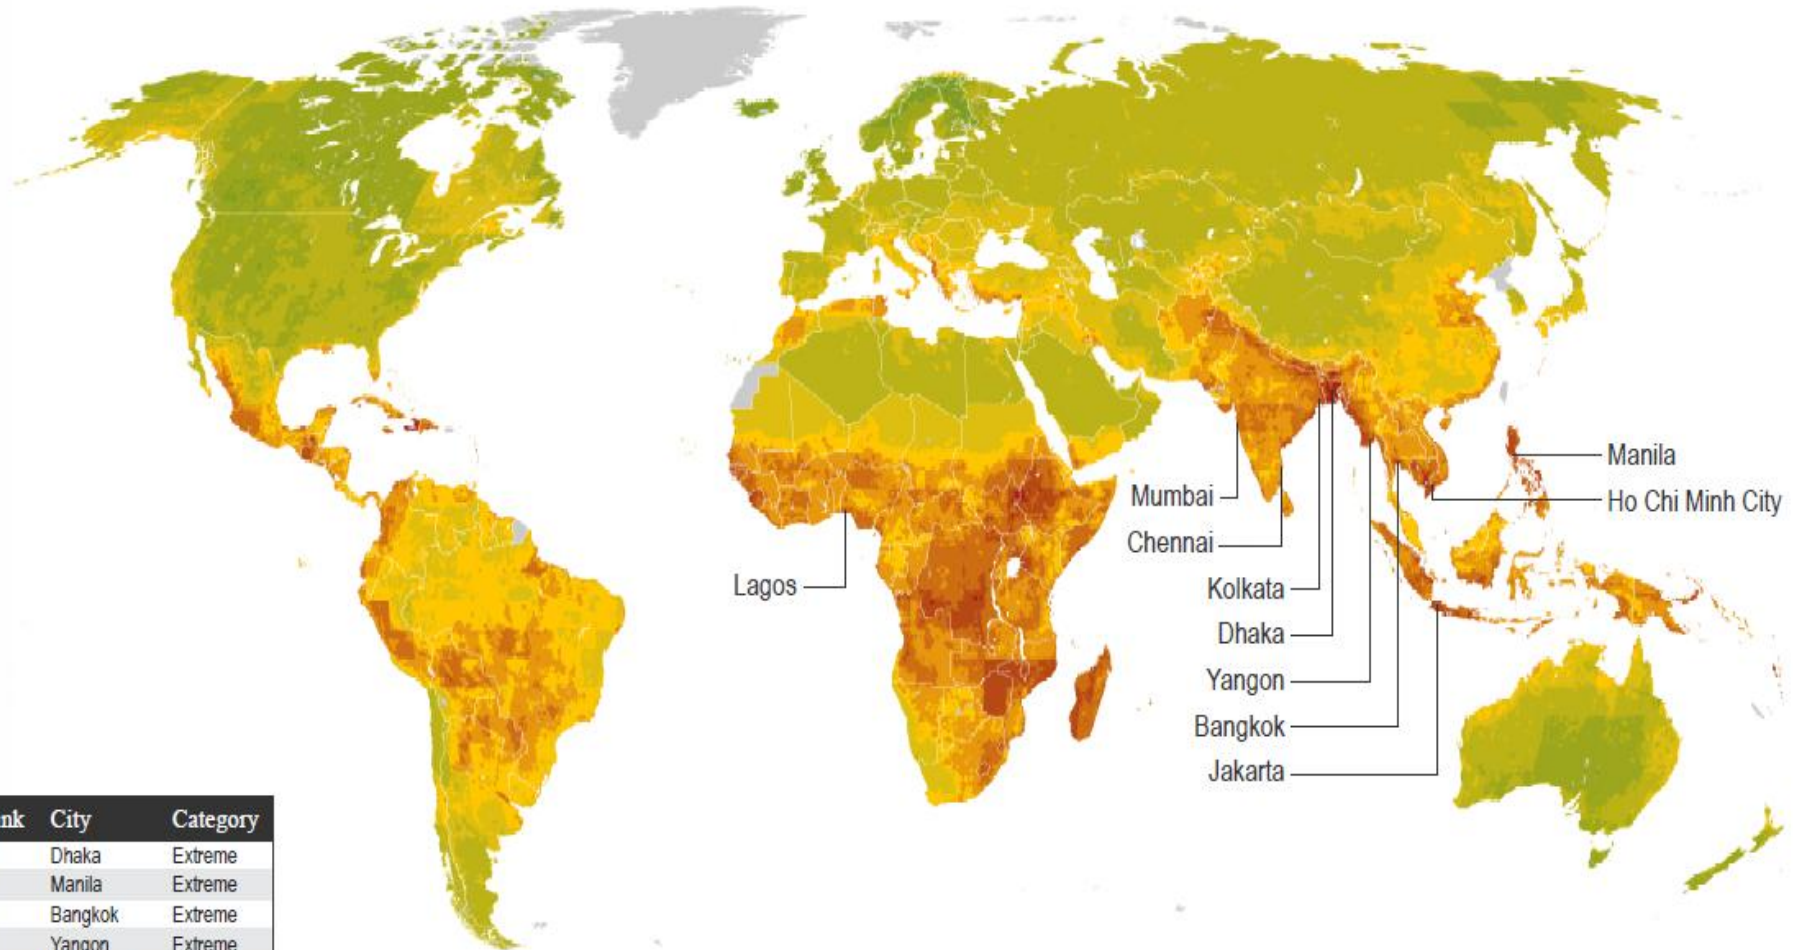 Manila
Mumbai
Ho Chi Minh City
Chennai
Lagos
Kolkata
Dhaka
Yangon
Bangkok
Jakarta
nk City Category
Dhaka Extreme
Manila Extreme
Bangkok Extreme
Yangon Extreme